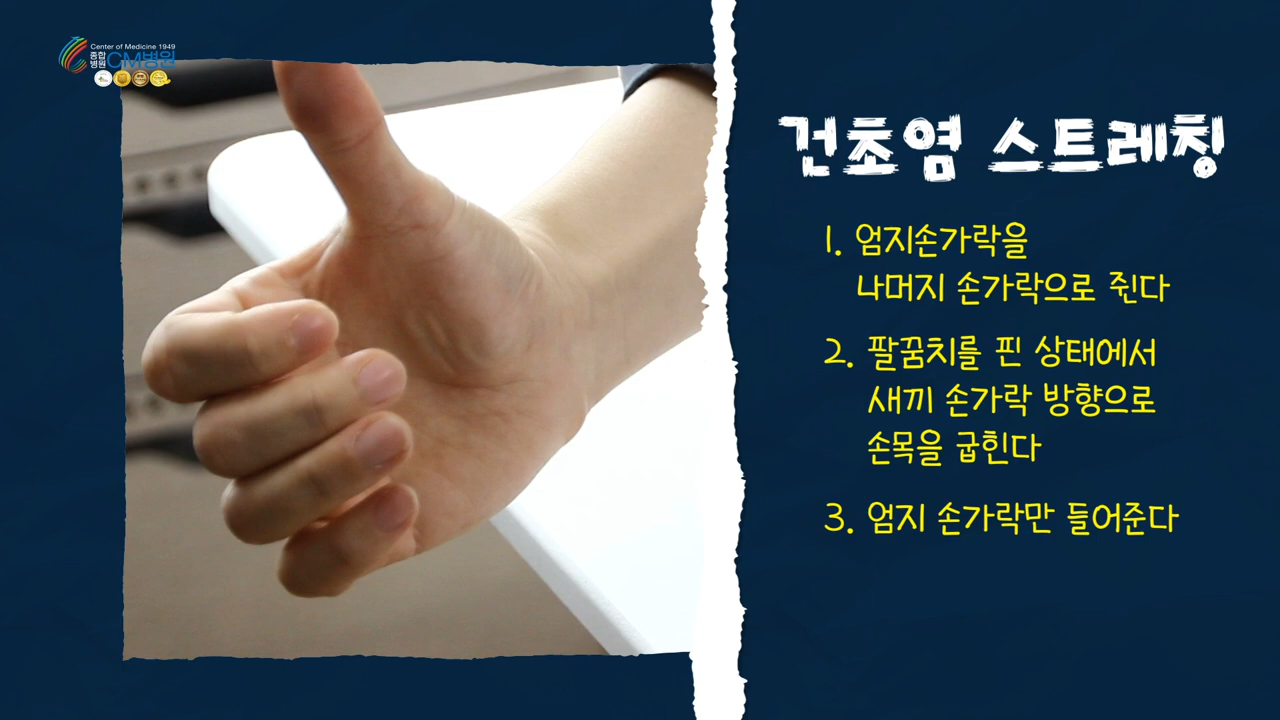 Center of Medicine 1949
종합병원 CM병원
건초염 스트레칭
1. 엄지손가락을
나머지 손가락으로 쥔다
2. 팔꿈치를 핀 상태에서
새끼 손가락 방향으로
손목을 굽힌다
3. 엄지 손가락만 들어준다